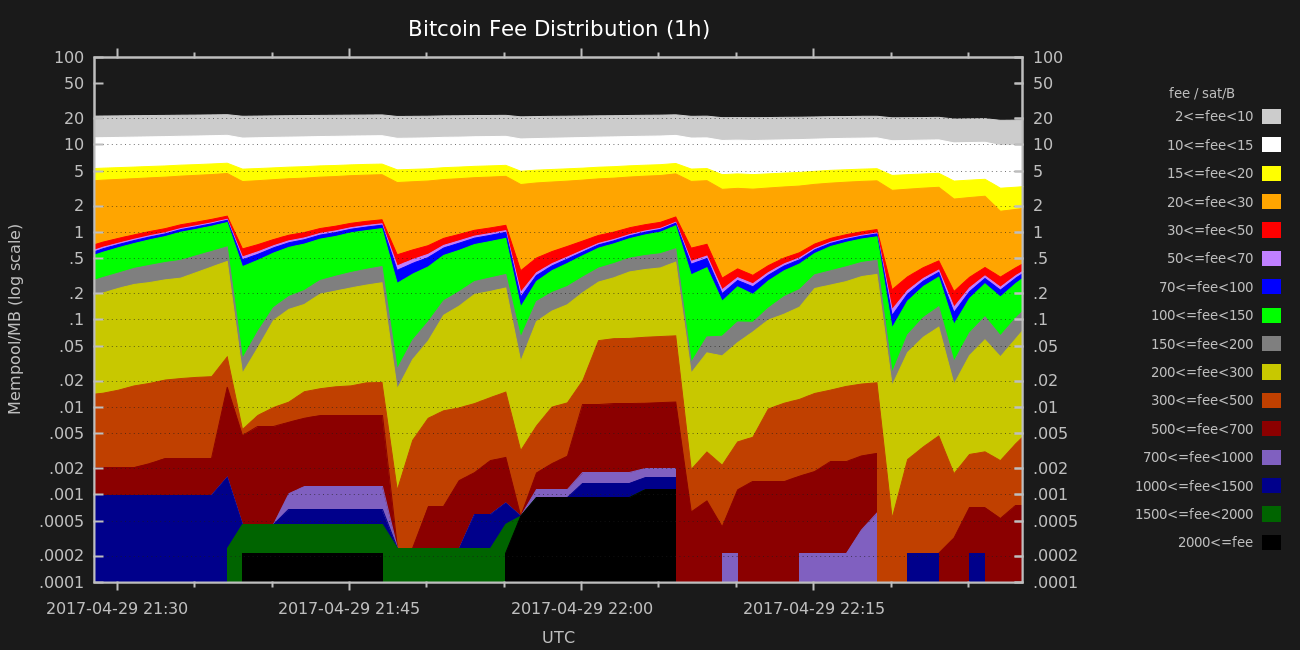 Bitcoin Fee Distribution (1h)
100 100
50 50
20 20
10 10
5 5
2 2
1 1
.5 .5
.2 .2
.1 .1
.05 .05
.02 .02
.01 .01
.005 .005
.002 .002
.001 .001
.0005 .0005
.0002 .0002
.0001 .0001
Mempool/MB (log scale)
2017-04-29 21:30 2017-04-29 21:45 2017-04-29 22:00 2017-04-29 22:15
UTC
fee / sat/B
2<=fee<10
10<=fee<15
15<=fee<20
20<=fee<30
30<=fee<50
50<=fee<70
70<=fee<100
100<=fee<150
150<=fee<200
200<=fee<300
300<=fee<500
500<=fee<700
700<=fee<1000
1000<=fee<1500
1500<=fee<2000
2000<=fee